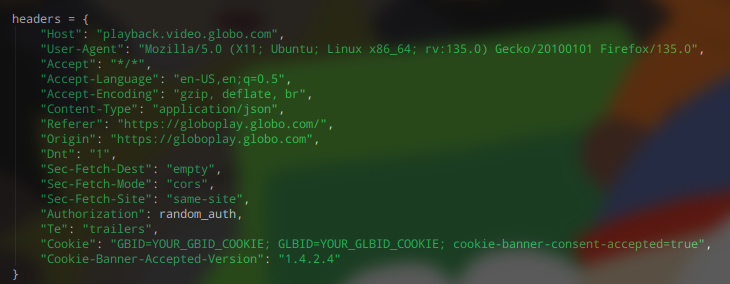 headers = {
    "Host": "playback.video.globo.com",
    "User-Agent": "Mozilla/5.0 (X11; Ubuntu; Linux x86_64; rv:135.0) Gecko/20100101 Firefox/135.0",
    "Accept": "*/*",
    "Accept-Language": "en-US,en;q=0.5",
    "Accept-Encoding": "gzip, deflate, br",
    "Content-Type": "application/json",
    "Referer": "https://globoplay.globo.com/",
    "Origin": "https://globoplay.globo.com",
    "Dnt": "1",
    "Sec-Fetch-Dest": "empty",
    "Sec-Fetch-Mode": "cors",
    "Sec-Fetch-Site": "same-site",
    "Authorization": random_auth,
    "Te": "trailers",
    "Cookie": "GBID=YOUR_GBID_COOKIE; GLBID=YOUR_GLBID_COOKIE; cookie-banner-consent-accepted=true",
    "Cookie-Banner-Accepted-Version": "1.4.2.4"
}